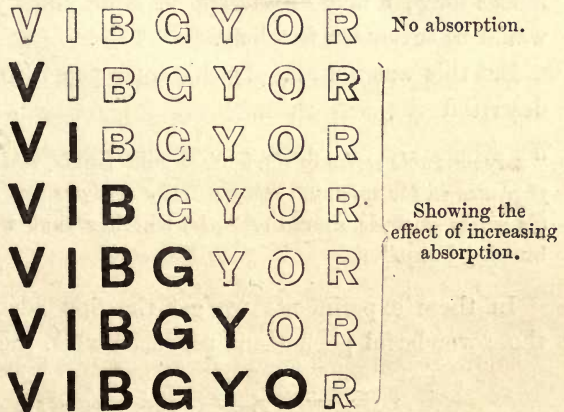 V I B G Y O R No absorption.
V I B G Y O R
V I B G Y O R
V I B G Y O R
Showing the
effect of increasing
absorption.
V I B G Y O R
V I B G Y O R
V I B G Y O R